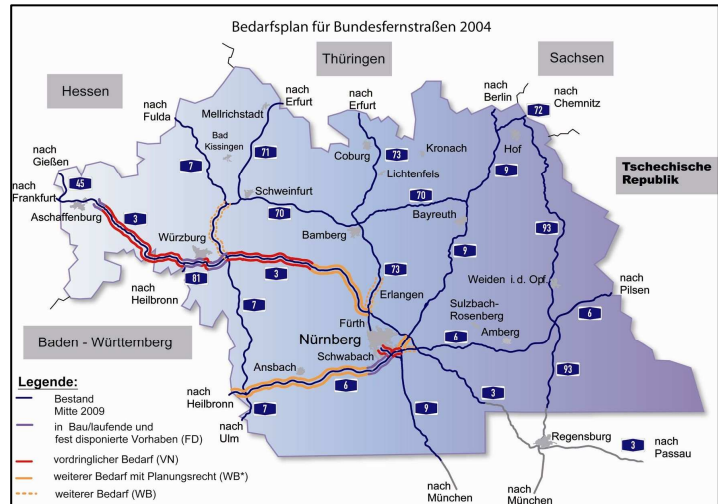 Bedarfsplan für Bundesfernstraßen 2004
Hessen
Thüringen
Sachsen
nach
Fulda
Mellrichstadt
nach
Erfurt
nach
Erfurt
nach
Berlin
72
nach
Chemnitz
nach
Gießen
7
Bad
Kissingen
71
Coburg
73
Kronach
Hof
9
Lichtenfels
Tschechische
Republik
nach
Frankfurt
45
Aschaffenburg
Schweinfurt
70
70
3
Würzburg
Bamberg
Bayreuth
93
81
3
73
9
nach
Heilbronn
7
Erlangen
Weiden i.d. Opf.
nach
Pilsen
Sulzbach-
Rosenberg
Fürth
6
Baden - Württernberg
Nürnberg
6
Amberg
Ansbach
Schwabach
93
Legende:
Bestand
Mitte 2009
in Bau/laufende und
fest disponierte Vorhaben (FD)
vordringlicher Bedarf (VN)
weiterer Bedarf mit Planungsrecht (WB*)
weiterer Bedarf (WB)
nach
Heilbronn
6
7
nach
Ulm
9
3
Regensburg
3
nach
Passau
nach
München
nach
München